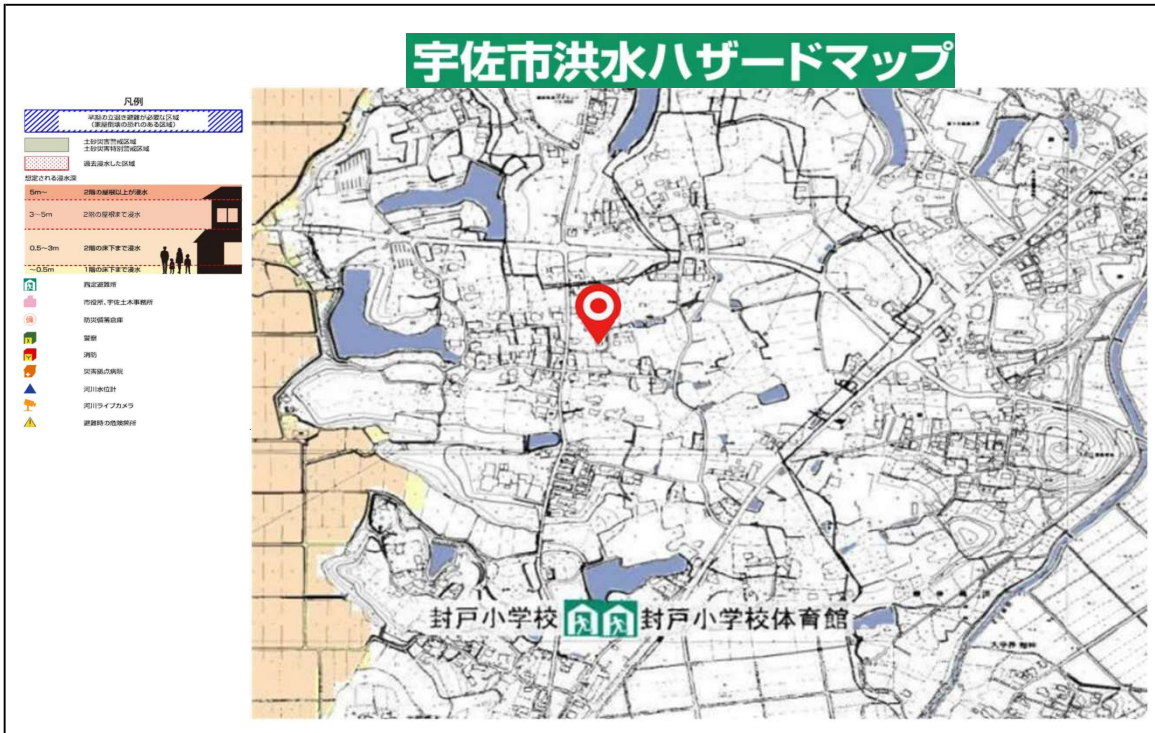 宇佐市洪水ハザードマップ
凡例
早期の立退き避難が必要な区域
(家屋倒壊の恐れのある区域)
土砂災害警戒区域
土砂災害特別警戒区域
過去浸水した区域
想定される浸水深
5m～ 2階の屋根以上が浸水
3～5m 2階の屋根まで浸水
0.5～3m 2階の床下まで浸水
～0.5m 1階の床下まで浸水
指定避難所
市役所、宇佐土木事務所
防災備蓄倉庫
警察
消防
災害拠点病院
河川水位計
河川ライブカメラ
避難時の危険箇所
封戸小学校 封戸小学校体育館